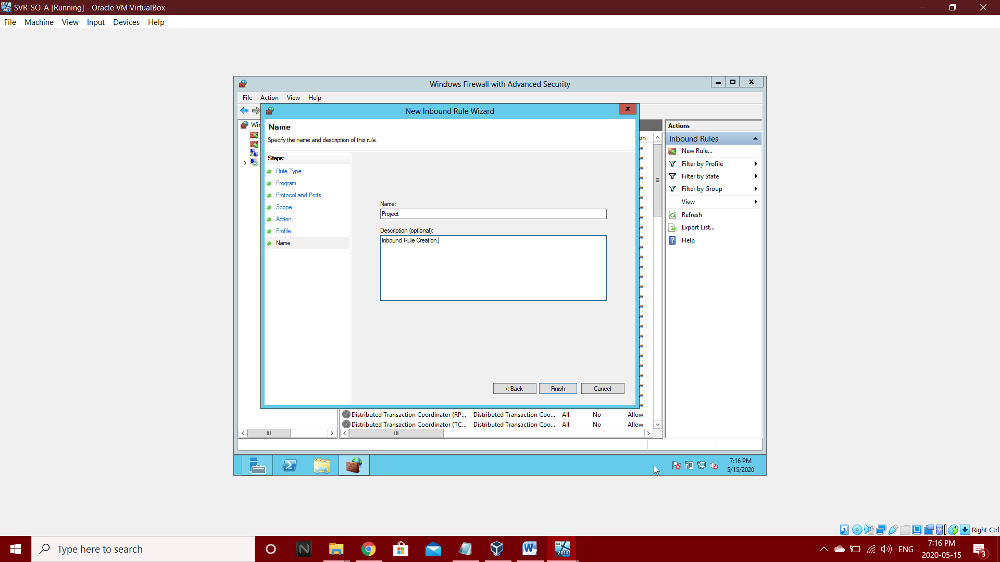 SVR-SO-A [Running] - Oracle VM VirtualBox
File Machine View Input Devices Help
Windows Firewall with Advanced Security
File Action View Help
New Inbound Rule Wizard
Name
Specify the name and description of this rule.
Steps:
Rule Type
Program
Protocol and Ports
Scope
Action
Profile
Name
Name:
Project
Description (optional):
Inbound Rule Creation.
< Back Finish Cancel
Actions
Inbound Rules
New Rule...
Filter by Profile
Filter by State
Filter by Group
View
Refresh
Export List...
Help
Distributed Transaction Coordinator (RP... Distributed Transaction Coo... All No Allow
Distributed Transaction Coordinator (TC... Distributed Transaction Coo... All No Allow
7:16 PM
5/15/2020
Right Ctrl
Type here to search
ENG
7:16 PM
2020-05-15
3